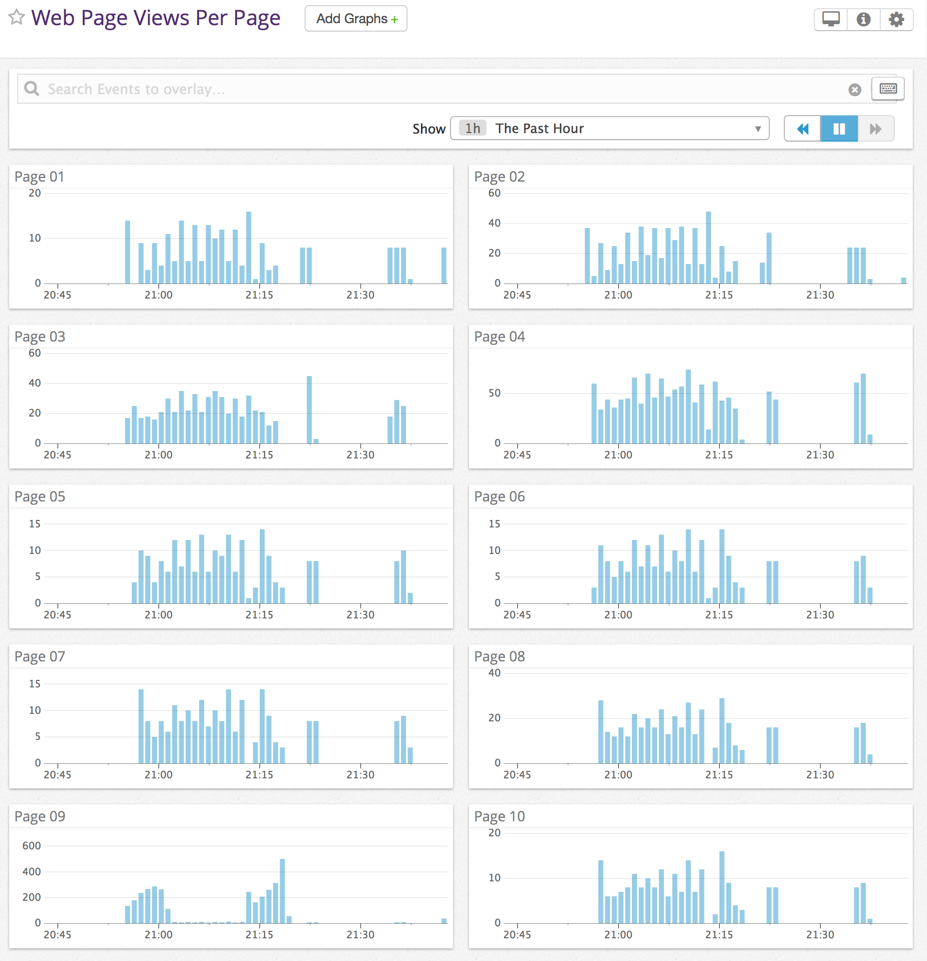 Web Page Views Per Page
Add Graphs +
Search Events to overlay...
Show 1h The Past Hour
Page 01
20
10
0
20:45 21:00 21:15 21:30
Page 02
60
40
20
0
20:45 21:00 21:15 21:30
Page 03
60
40
20
0
20:45 21:00 21:15 21:30
Page 04
50
0
20:45 21:00 21:15 21:30
Page 05
15
10
5
0
20:45 21:00 21:15 21:30
Page 06
15
10
5
0
20:45 21:00 21:15 21:30
Page 07
15
10
5
0
20:45 21:00 21:15 21:30
Page 08
40
20
0
20:45 21:00 21:15 21:30
Page 09
600
400
200
0
20:45 21:00 21:15 21:30
Page 10
20
10
0
20:45 21:00 21:15 21:30